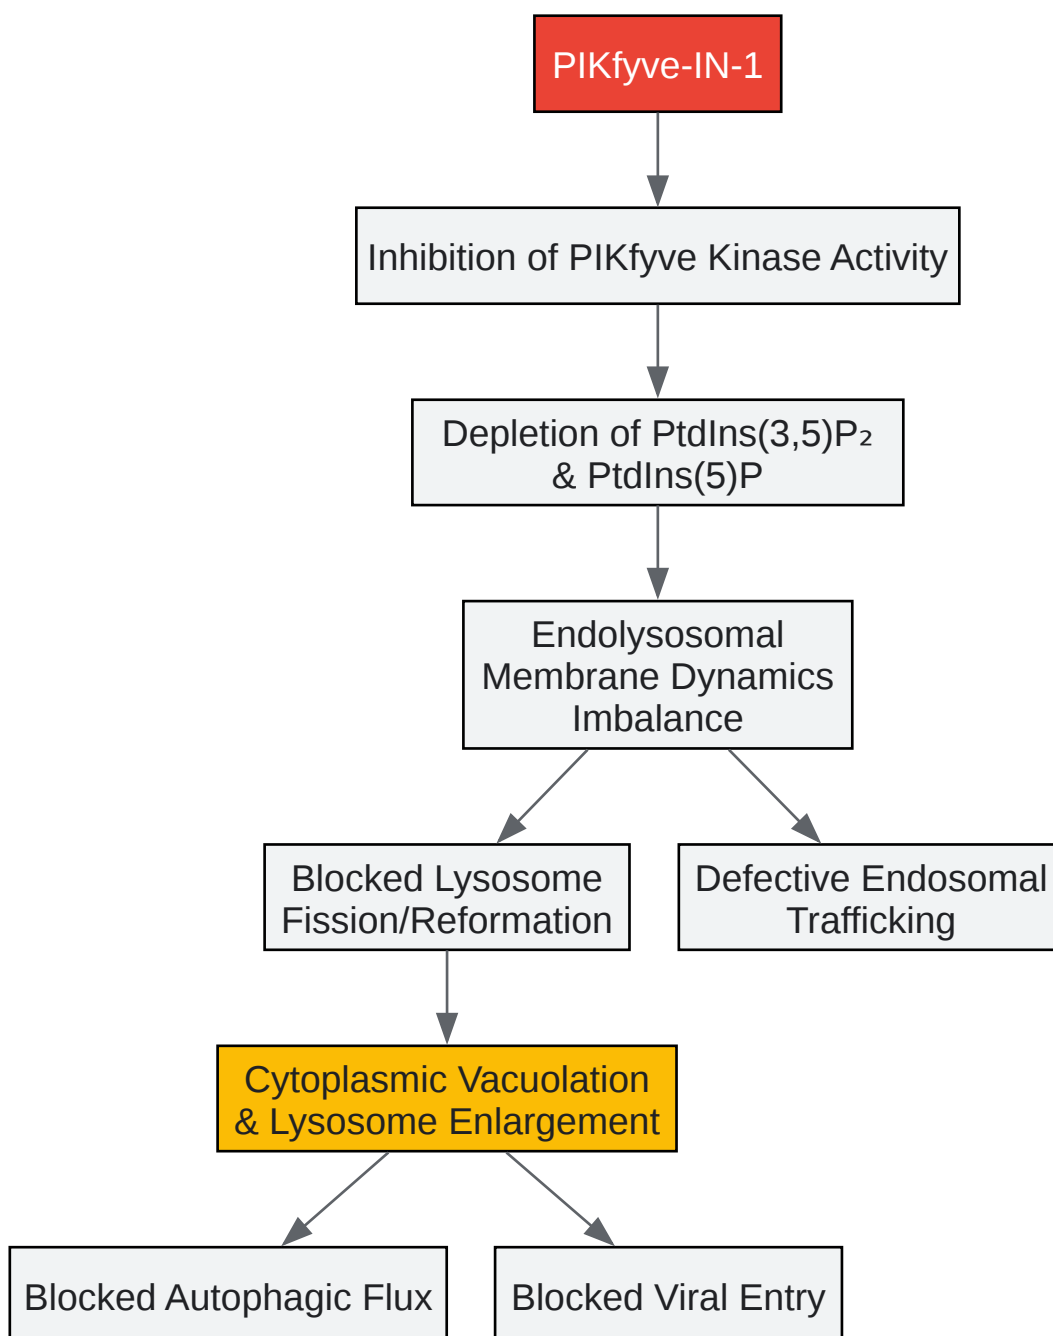 PIKfyve-IN-1
Inhibition of PIKfyve Kinase Activity
Depletion of PtdIns(3,5)P₂
& PtdIns(5)P
Endolysosomal
Membrane Dynamics
Imbalance
Blocked Lysosome
Fission/Reformation
Defective Endosomal
Trafficking
Cytoplasmic Vacuolation
& Lysosome Enlargement
Blocked Autophagic Flux
Blocked Viral Entry